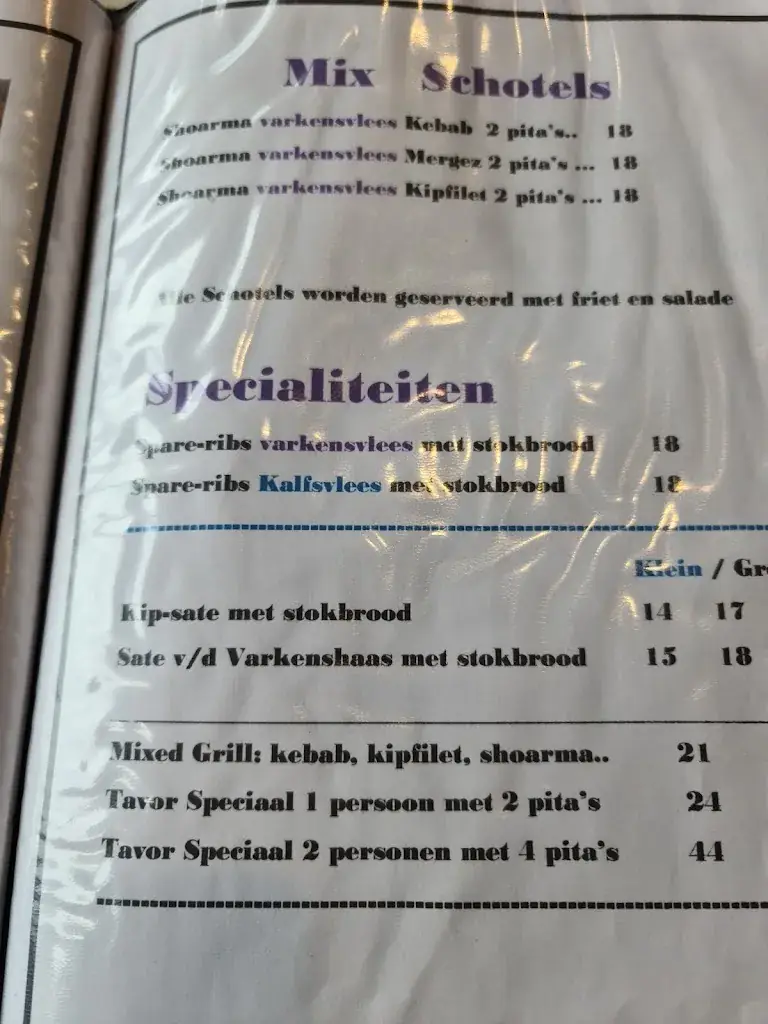 Mix Schotels
Shoarma varkensvlees Kebab 2 pita's.. 18
Shoarma varkensvlees Mergez 2 pita's ... 18
Shoarma varkensvlees Kipfilet 2 pita's ... 18
Alle Schotels worden geserveerd met friet en salade
Specialiteiten
Spare-ribs varkensvlees met stokbrood 18
Spare-ribs Kalfsvlees met stokbrood 18
Klein /
Kip-sate met stokbrood 14 17
Sate v/d Varkenshaas met stokbrood 15 18
Mixed Grill: kebab, kipfilet, shoarma.. 21
Tavor Speciaal 1 persoon met 2 pita's 24
Tavor Speciaal 2 personen met 4 pita's 44